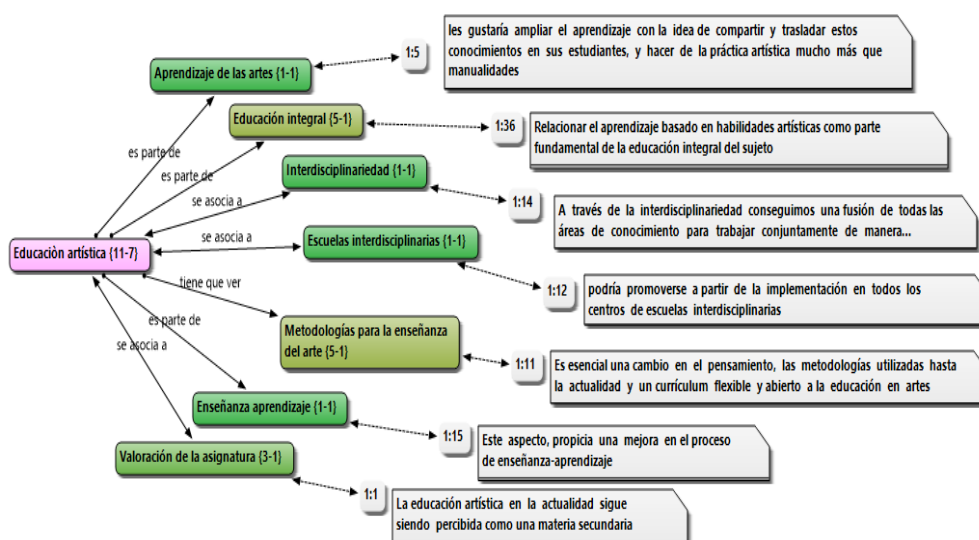 les gustaría ampliar el aprendizaje con la idea de compartir y trasladar estos
conocimientos en sus estudiantes, y hacer de la práctica artística mucho más que
manualidades
1:5
Aprendizaje de las artes {1-1}
Educación integral {5-1}
1:36
Relacionar el aprendizaje basado en habilidades artísticas como parte
fundamental de la educación integral del sujeto
es parte de
es parte de
Interdisciplinariedad {1-1}
se asocia a
1:14
A través de la interdisciplinariedad conseguimos una fusión de todas las
áreas de conocimiento para trabajar conjuntamente de manera...
se asocia a
Escuelas interdisciplinarias {1-1}
Educaciòn artística {11-7}
tiene que ver
1:12
podría promoverse a partir de la implementación en todos los
centros de escuelas interdisciplinarias
es parte de
se asocia a
Metodologías para la enseñanza
del arte {5-1}
1:11
Es esencial una cambio en el pensamiento, las metodologías utilizadas hasta
la actualidad y un currículum flexible y abierto a la educación en artes
Enseñanza aprendizaje {1-1}
1:15
Este aspecto, propicia una mejora en el proceso
de enseñanza-aprendizaje
Valoración de la asignatura {3-1}
1:1
La educación artística en la actualidad sigue
siendo percibida como una materia secundaria